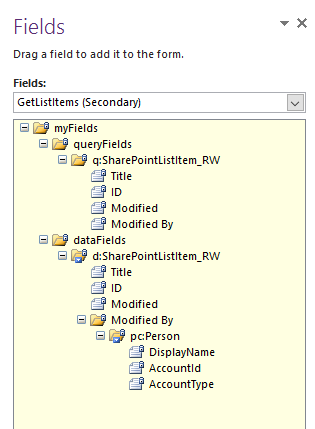 Fields
Drag a field to add it to the form.
Fields:
GetListItems (Secondary)
myFields
queryFields
q:SharePointListItem_RW
Title
ID
Modified
Modified By
dataFields
d:SharePointListItem_RW
Title
ID
Modified
Modified By
pc:Person
DisplayName
AccountId
AccountType